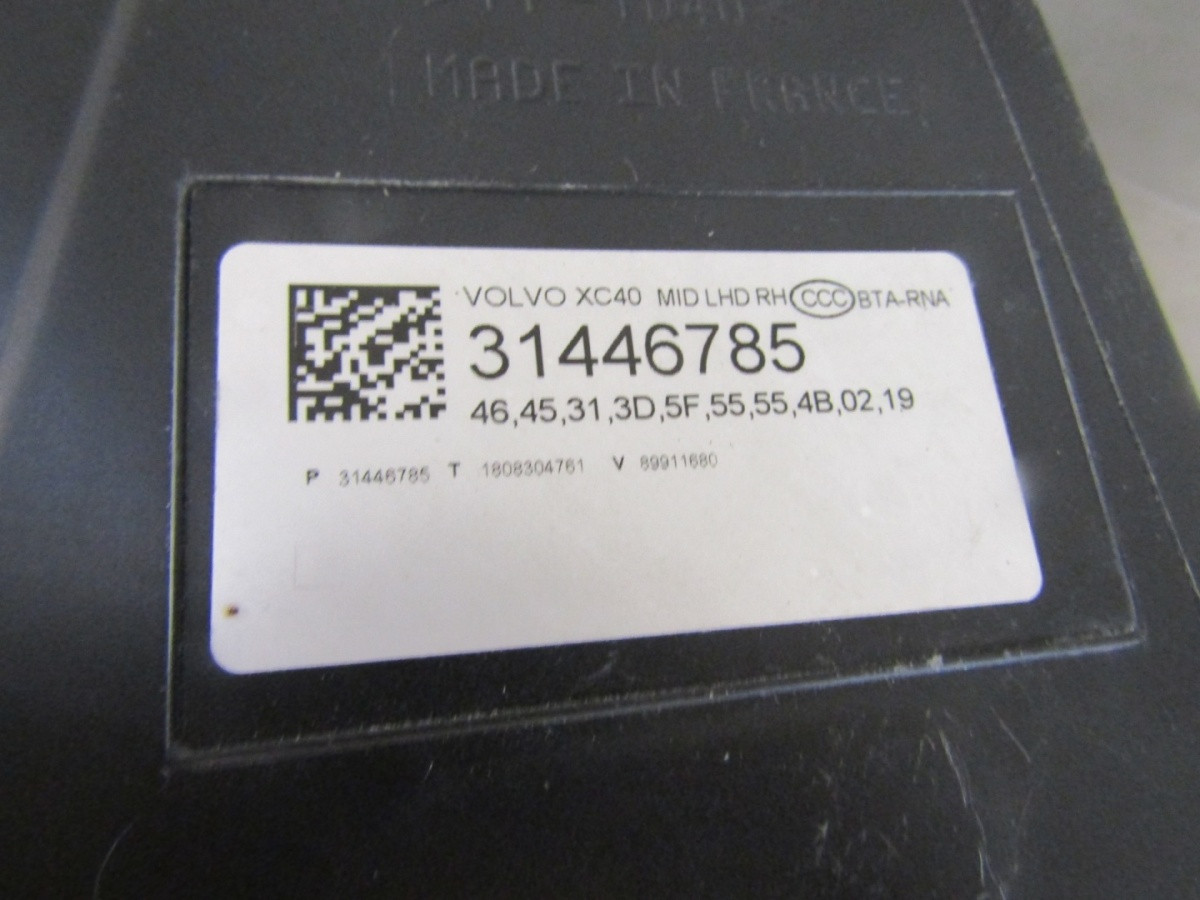 MADE IN FRANCE
VOLVO XC40 MID LHD RH CCC BTA-RNA
31446785
46,45,31,3D,5F,55,55,4B,02,19
P 31446785 T 1808304761 V 89911680